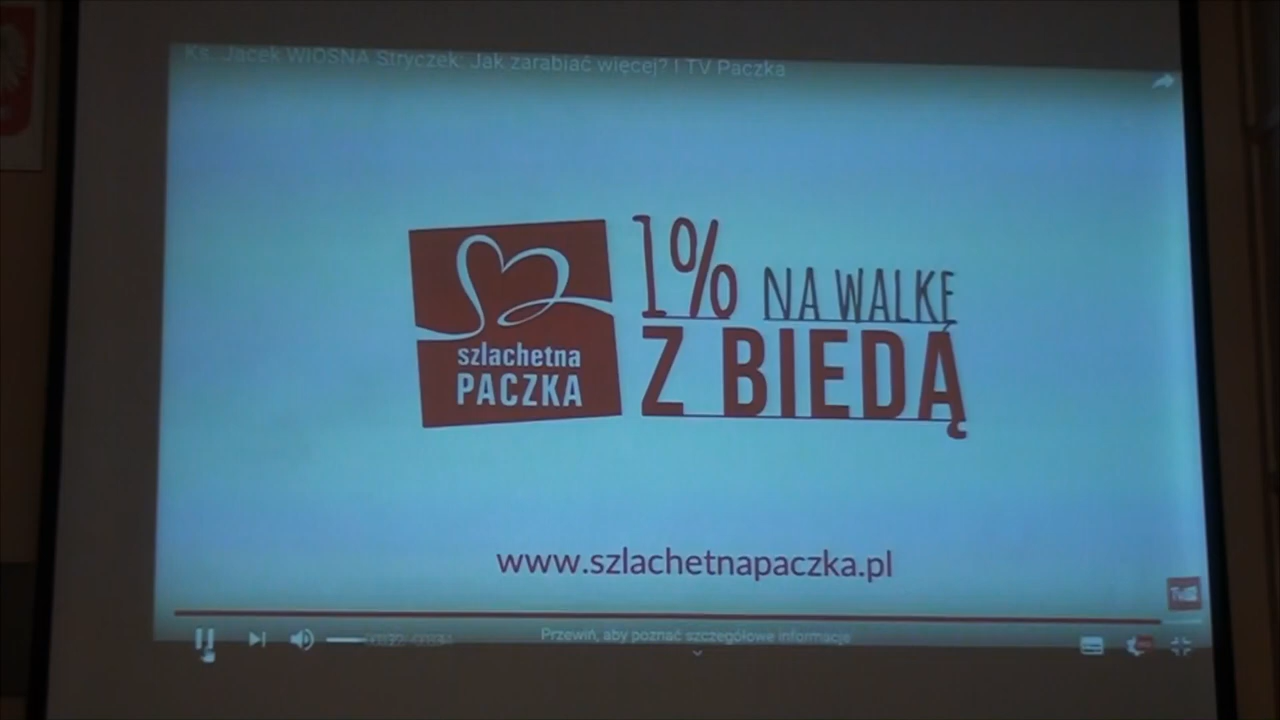 Ks. Jacek WIOSNA Stryczek: Jak zarabiać więcej? | TV Paczka
szlachetna
PACZKA
1% NA WALKĘ
Z BIEDĄ
www.szlachetnapaczka.pl
Przewiń, aby poznać szczegółowe informacje